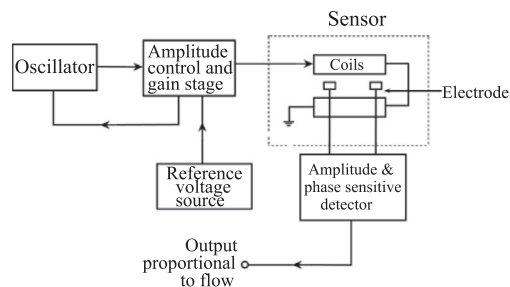 Sensor
Oscillator
Amplitude
control and
gain stage
Coils
Electrode
Reference
voltage
source
Amplitude &
phase sensitive
detector
Output
proportional
to flow